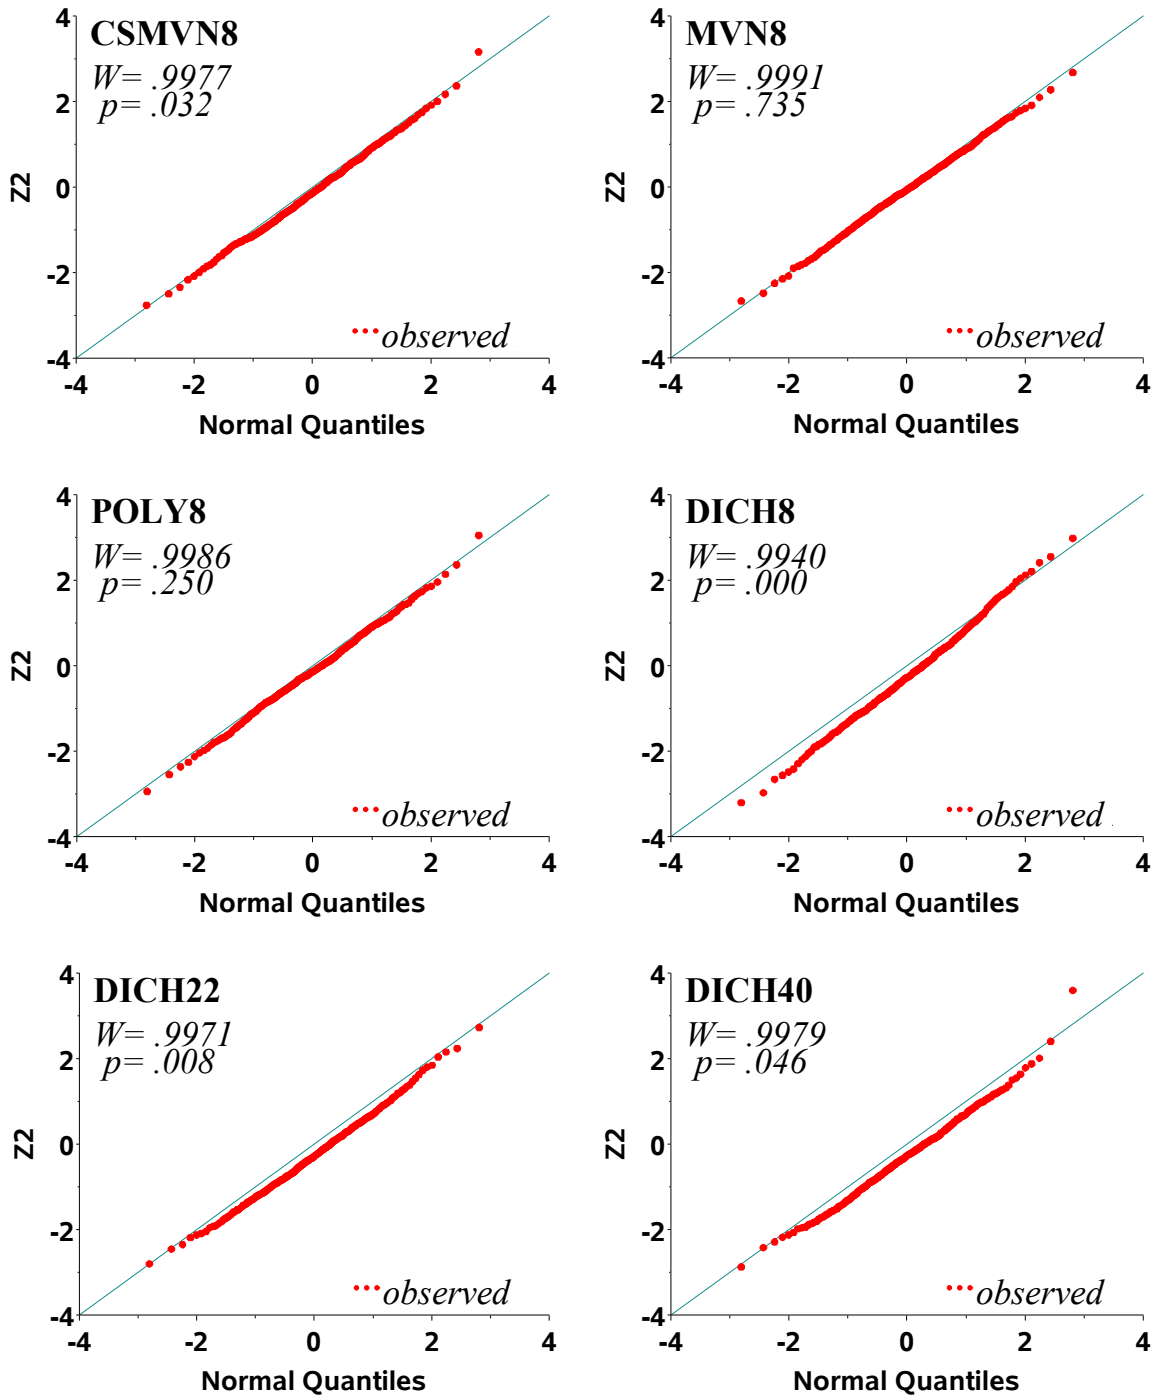 CSMVN8
W= .9977
p= .032
4
2
0
-2
-4
Z2
observed
-4 -2 0 2 4
Normal Quantiles
MVN8
W= .9991
p= .735
4
2
0
-2
-4
Z2
observed
-4 -2 0 2 4
Normal Quantiles
POLY8
W= .9986
p= .250
4
2
0
-2
-4
Z2
observed
-4 -2 0 2 4
Normal Quantiles
DICH8
W= .9940
p= .000
4
2
0
-2
-4
Z2
observed
-4 -2 0 2 4
Normal Quantiles
DICH22
W= .9971
p= .008
4
2
0
-2
-4
Z2
observed
-4 -2 0 2 4
Normal Quantiles
DICH40
W= .9979
p= .046
4
2
0
-2
-4
Z2
observed
-4 -2 0 2 4
Normal Quantiles